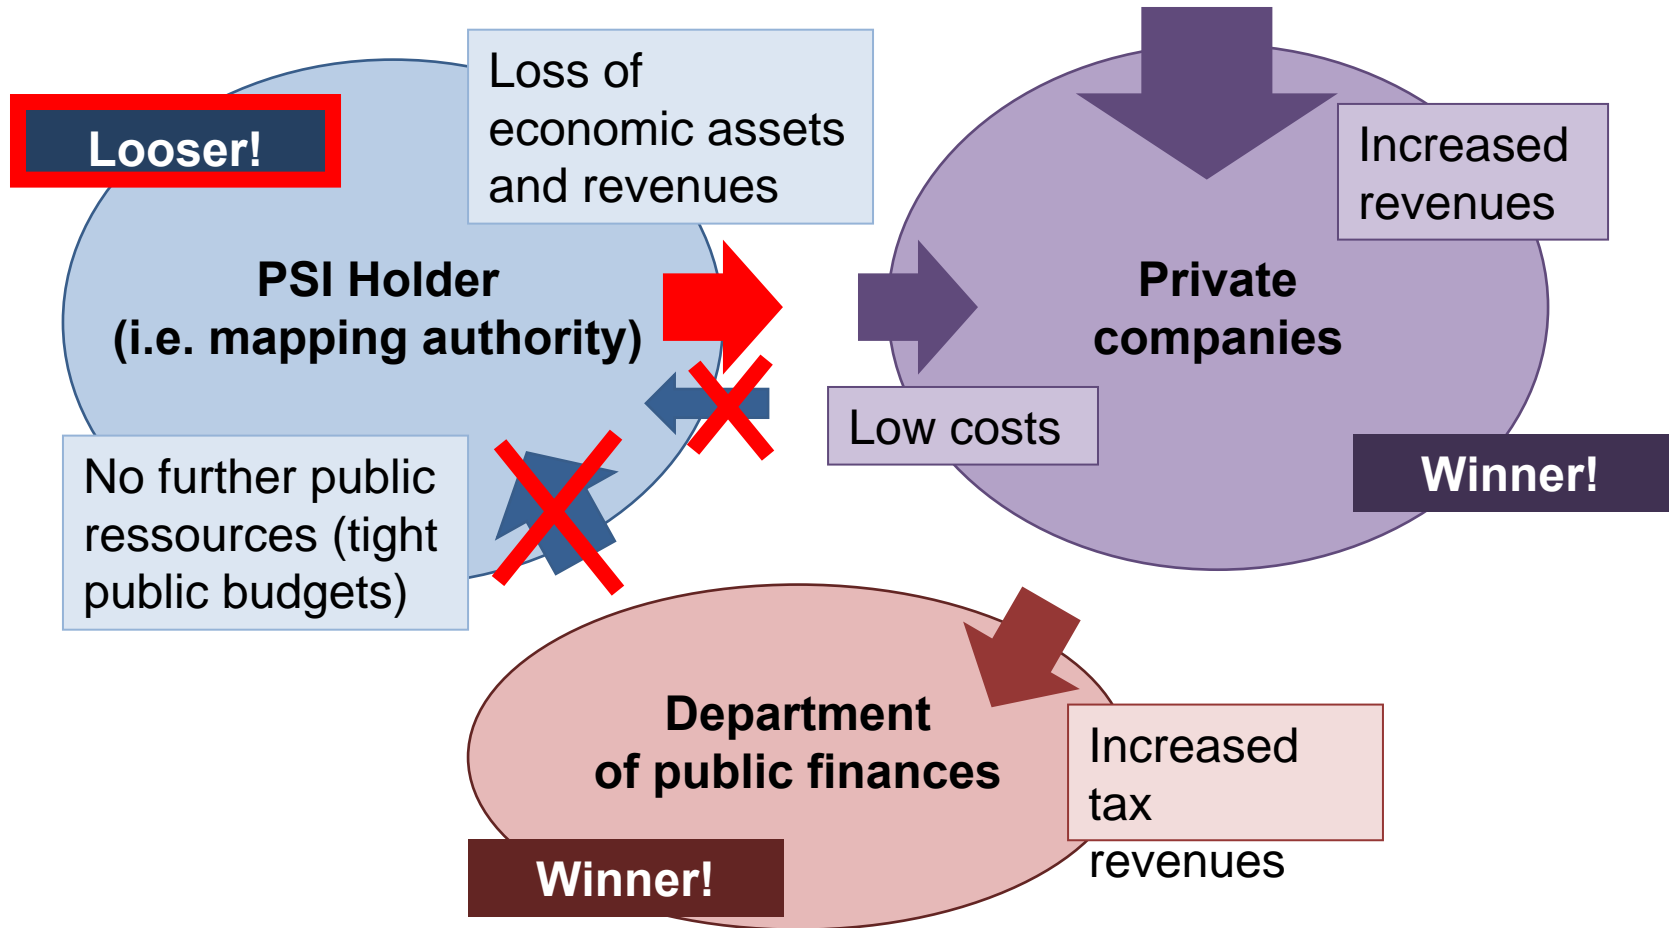 Looser!
Loss of
economic assets
and revenues
PSI Holder
(i.e. mapping authority)
No further public
ressources (tight
public budgets)
Increased
revenues
Private
companies
Low costs
Winner!
Department
of public finances
Increased
tax
revenues
Winner!